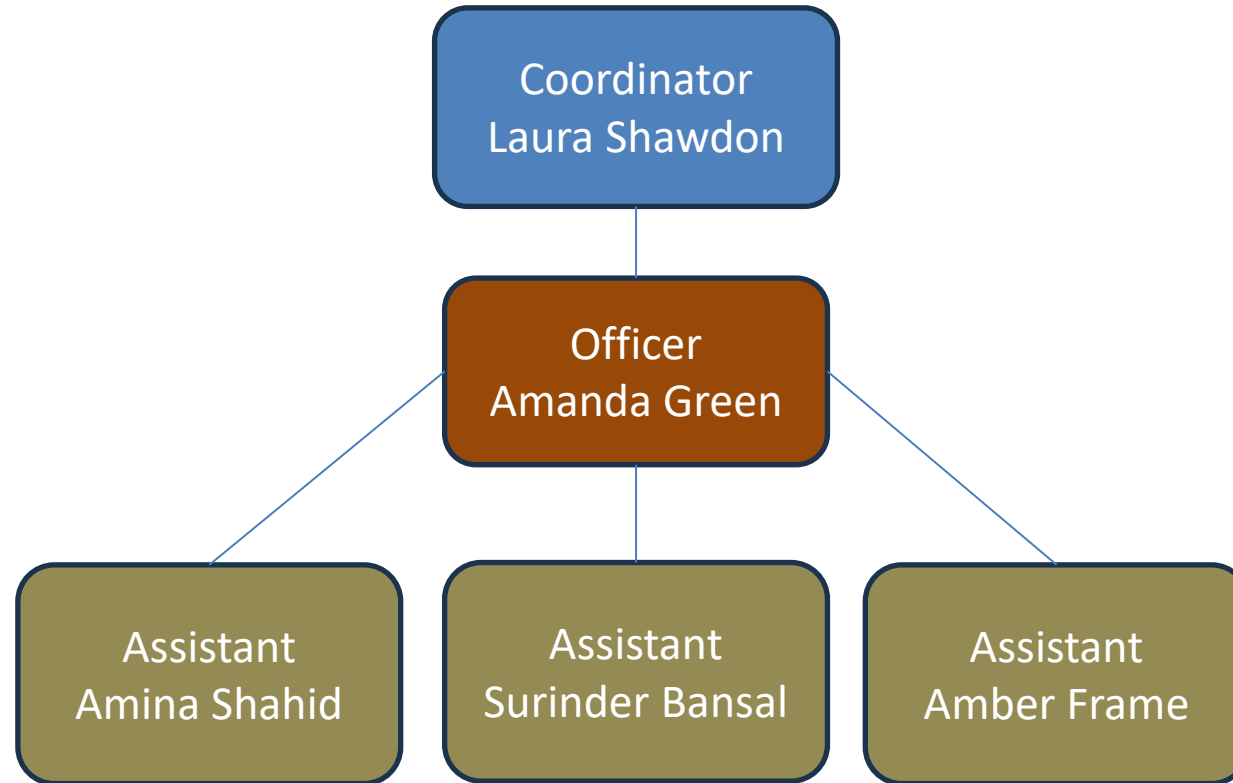 Coordinator
Laura Shawdon
Officer
Amanda Green
Assistant
Amina Shahid
Assistant
Surinder Bansal
Assistant
Amber Frame